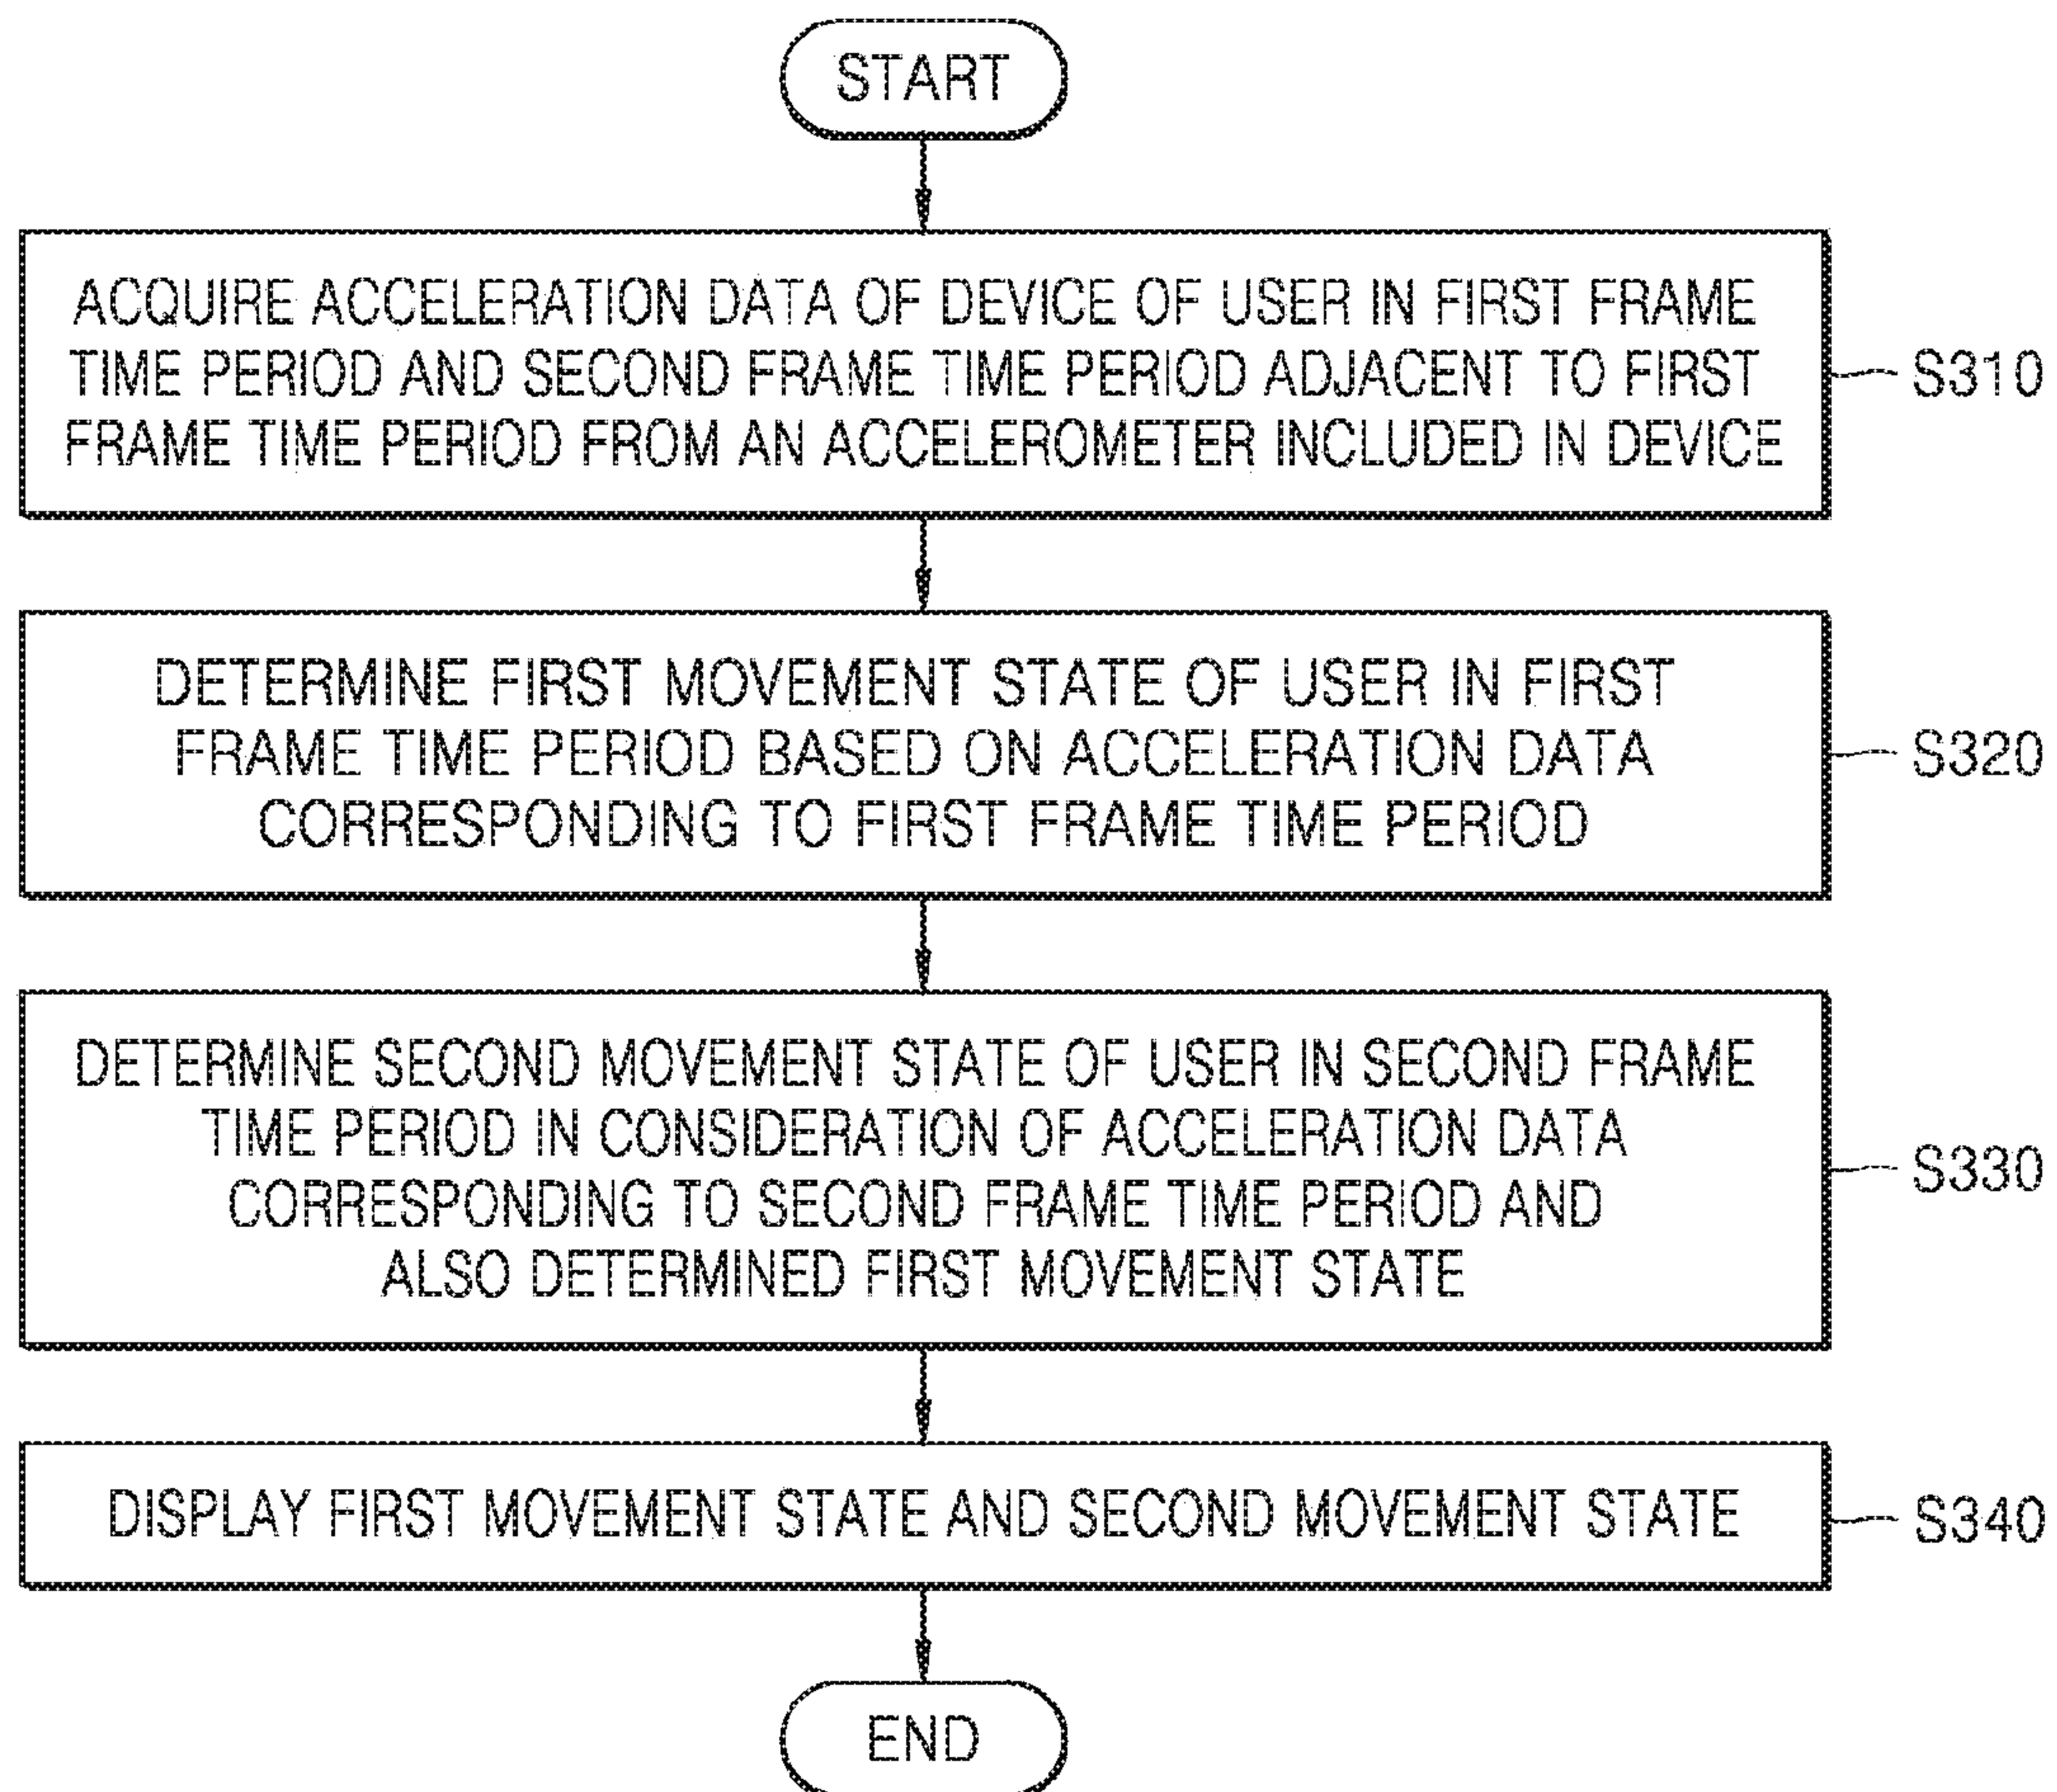 START
ACQUIRE ACCELERATION DATA OF DEVICE OF USER IN FIRST FRAME
TIME PERIOD AND SECOND FRAME TIME PERIOD ADJACENT TO FIRST
FRAME TIME PERIOD FROM AN ACCELEROMETER INCLUDED IN DEVICE
S310
DETERMINE FIRST MOVEMENT STATE OF USER IN FIRST
FRAME TIME PERIOD BASED ON ACCELERATION DATA
CORRESPONDING TO FIRST FRAME TIME PERIOD
S320
DETERMINE SECOND MOVEMENT STATE OF USER IN SECOND FRAME
TIME PERIOD IN CONSIDERATION OF ACCELERATION DATA
CORRESPONDING TO SECOND FRAME TIME PERIOD AND
ALSO DETERMINED FIRST MOVEMENT STATE
S330
DISPLAY FIRST MOVEMENT STATE AND SECOND MOVEMENT STATE
S340
END